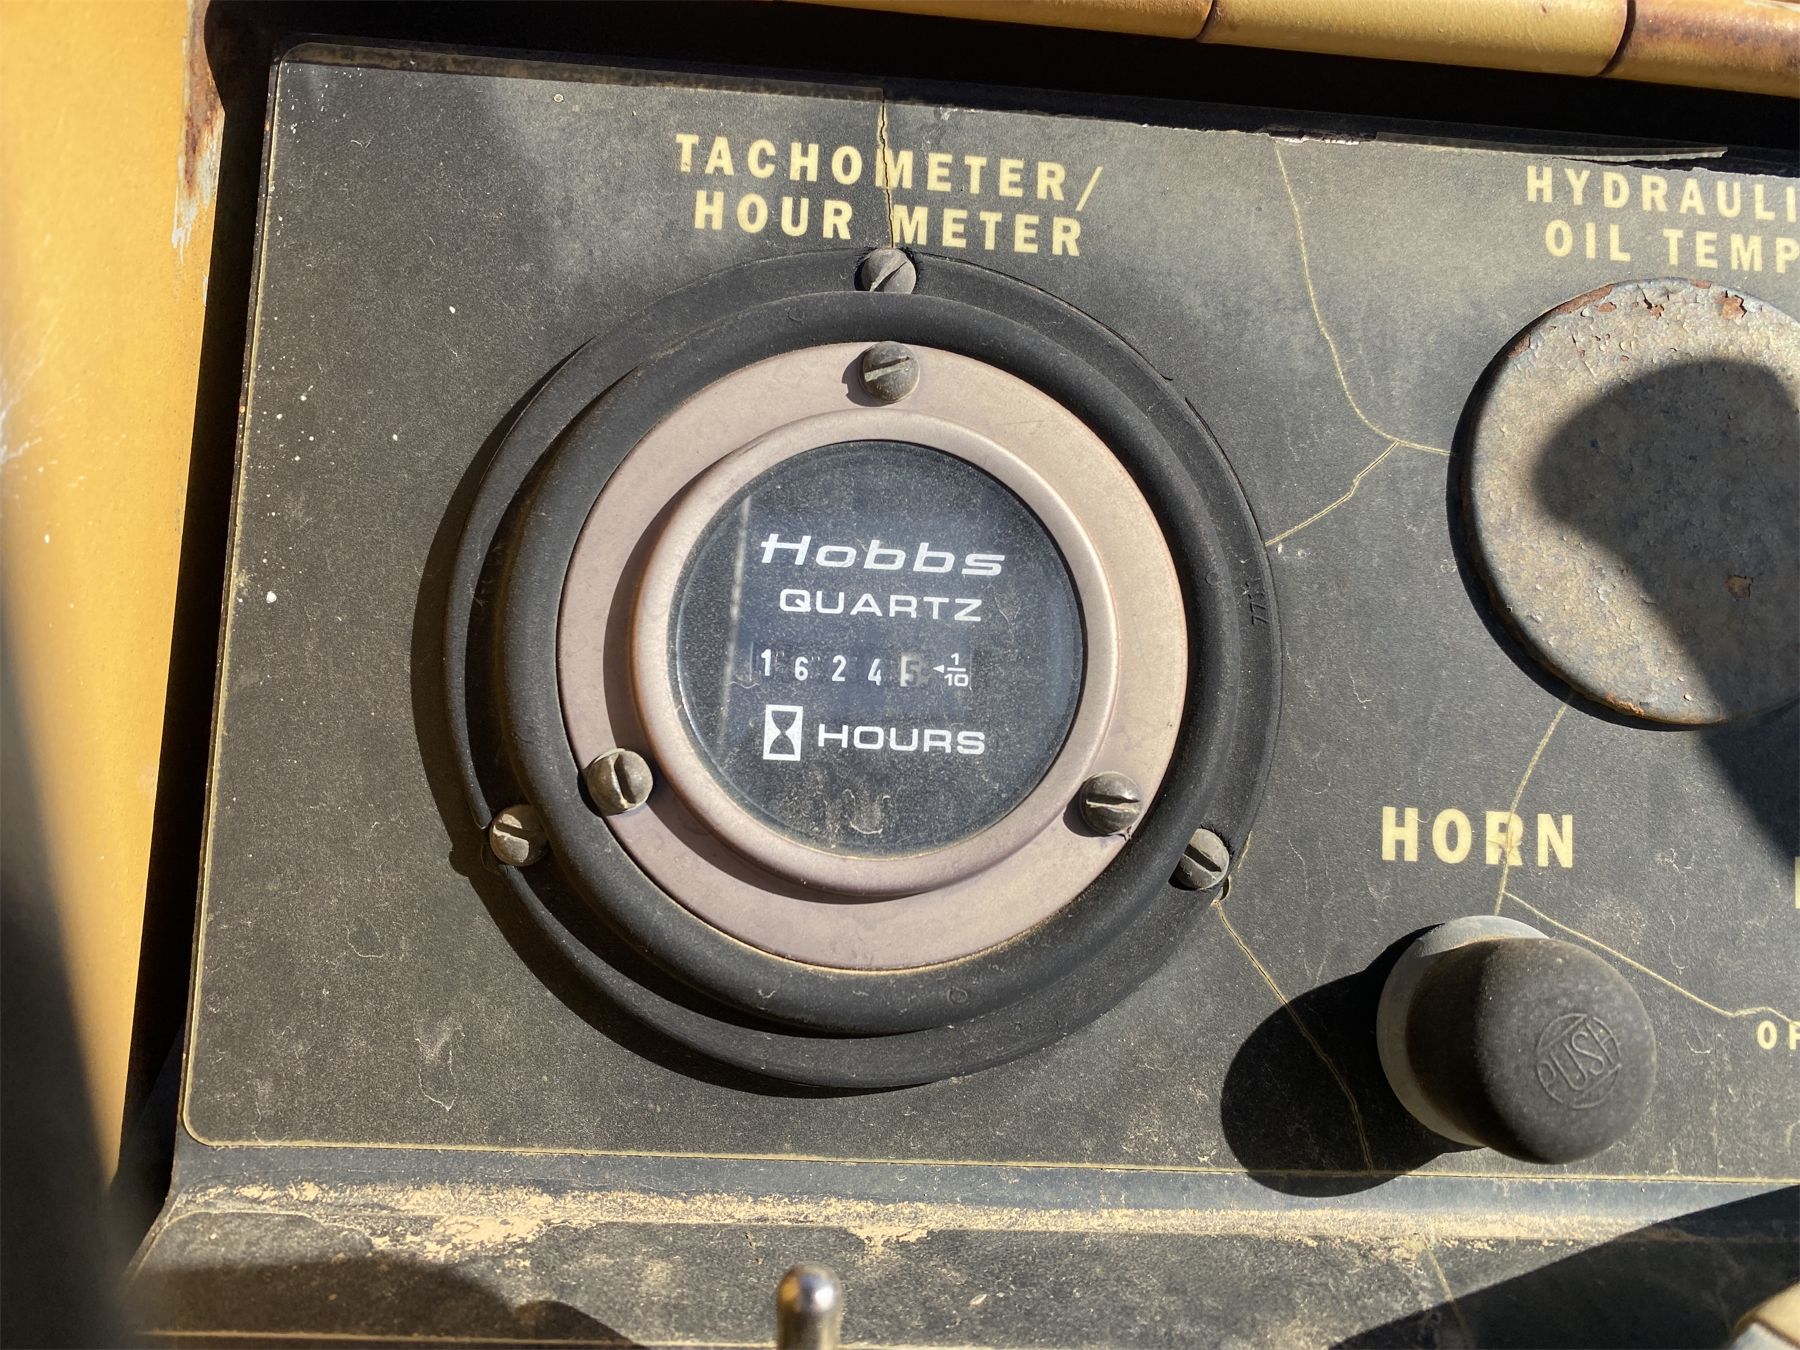 TACHOMETER/
HOUR METER
HYDRAULI
OIL TEMP
Hobbs
QUARTZ
1 6 2 4 5 ◄ 1/10
HOURS
HORN
PUSH